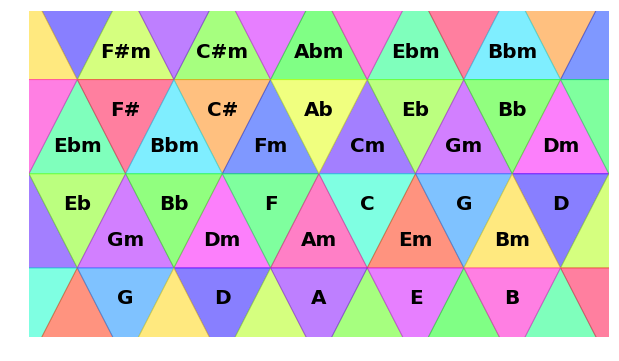 F#m C#m Abm Ebm Bbm
F# C# Ab Eb Bb
Ebm Bbm Fm Cm Gm Dm
Eb Bb F C G D
Gm Dm Am Em Bm
G D A E B